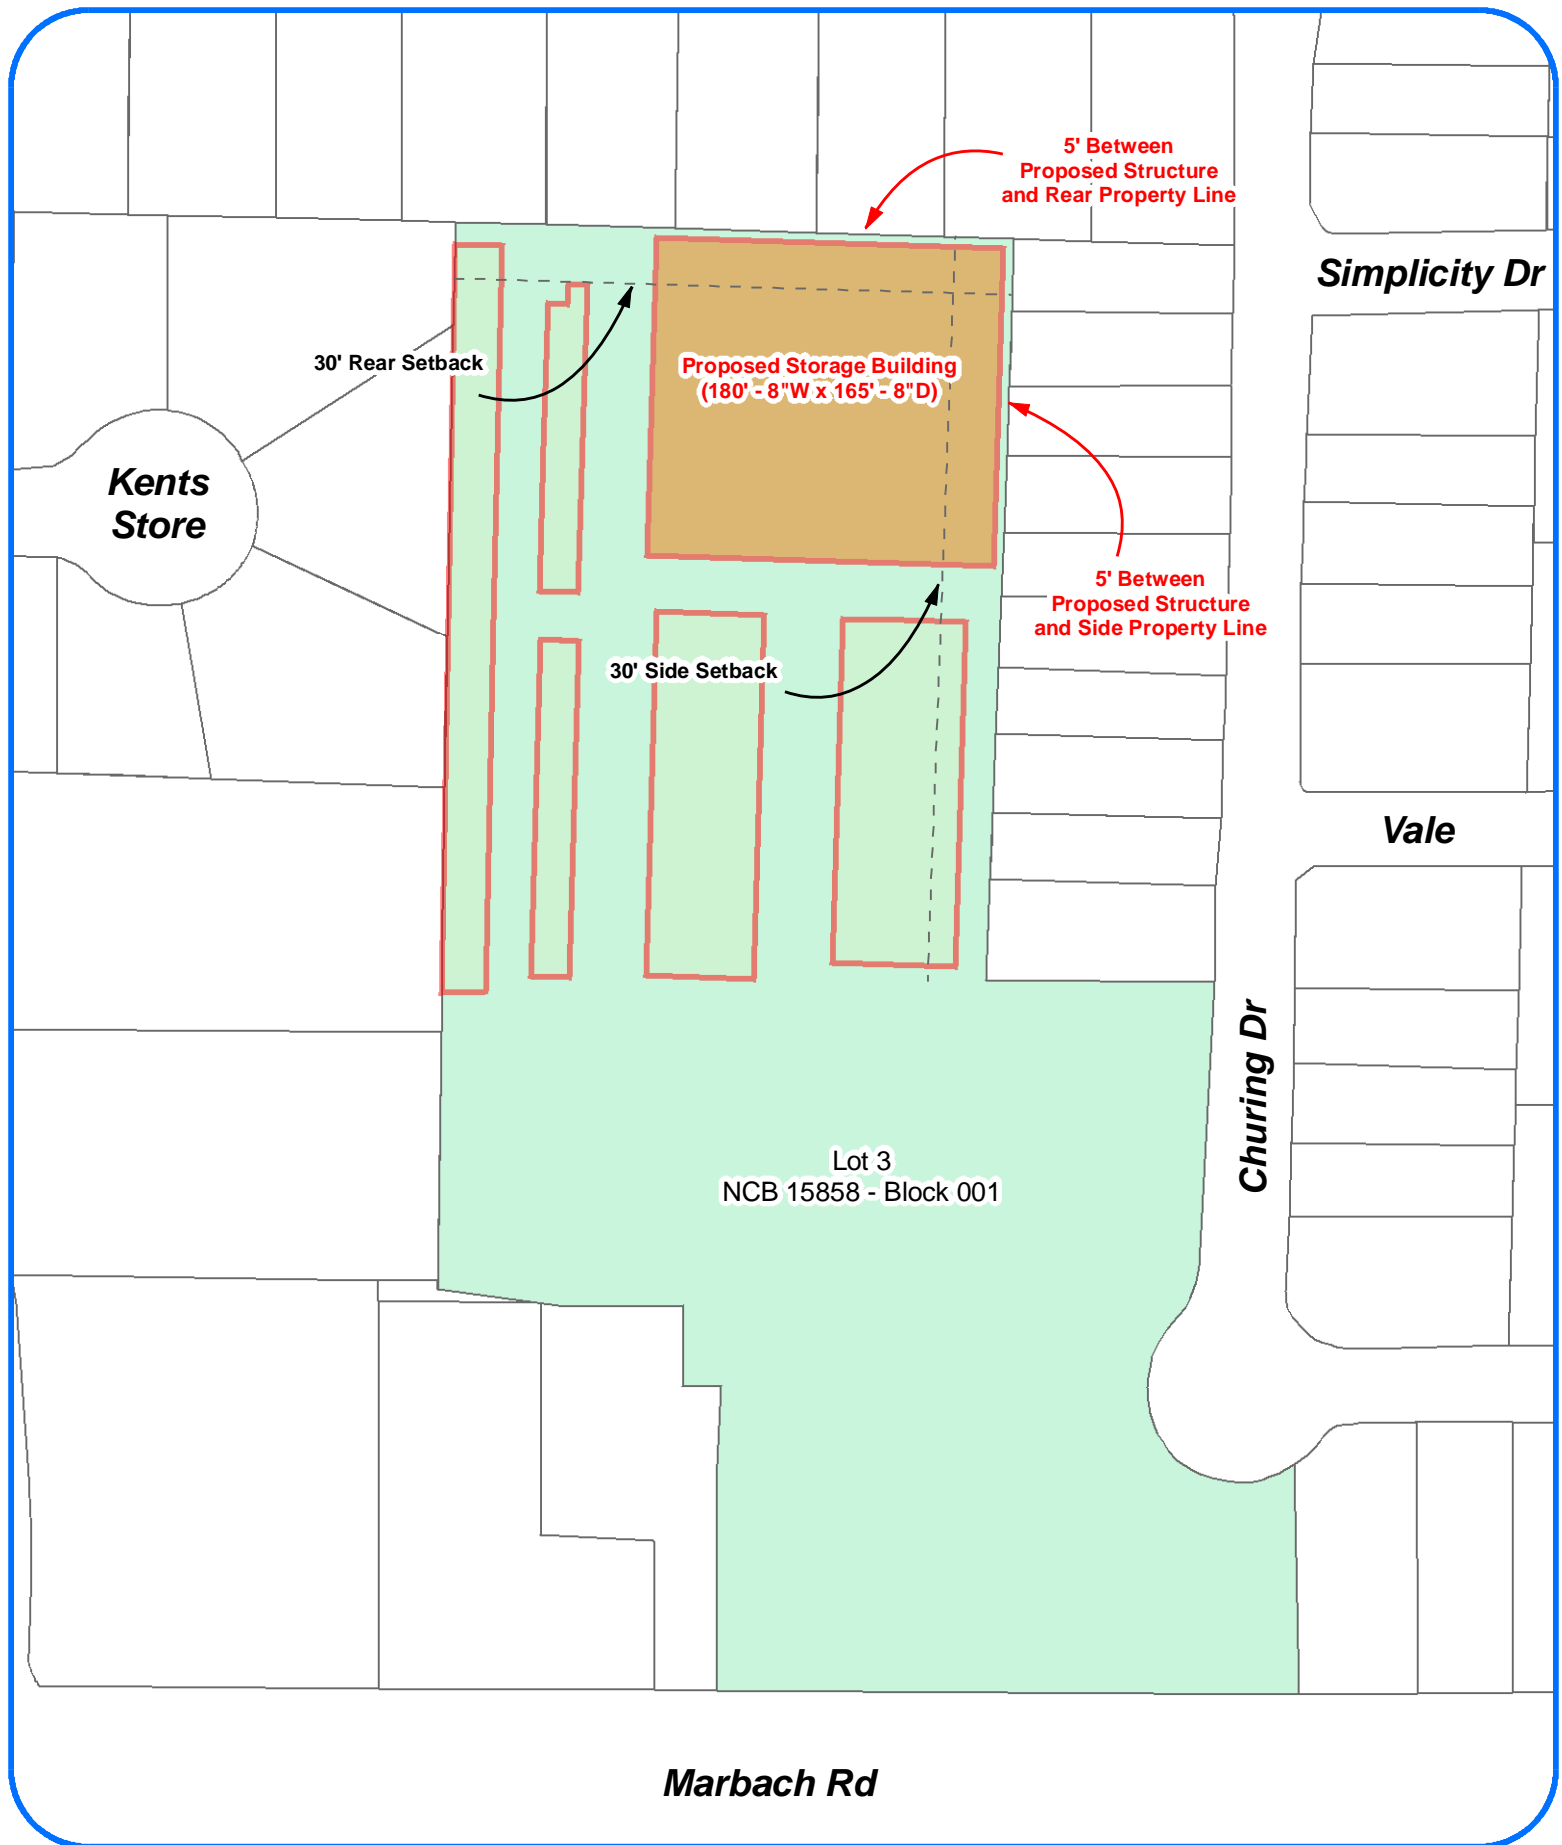 5' Between
Proposed Structure
and Rear Property Line
Simplicity Dr
30' Rear Setback
Proposed Storage Building
(180' - 8"W x 165' - 8"D)
Kents
Store
5' Between
Proposed Structure
and Side Property Line
30' Side Setback
Vale
Churing Dr
Lot 3
NCB 15858 - Block 001
Marbach Rd